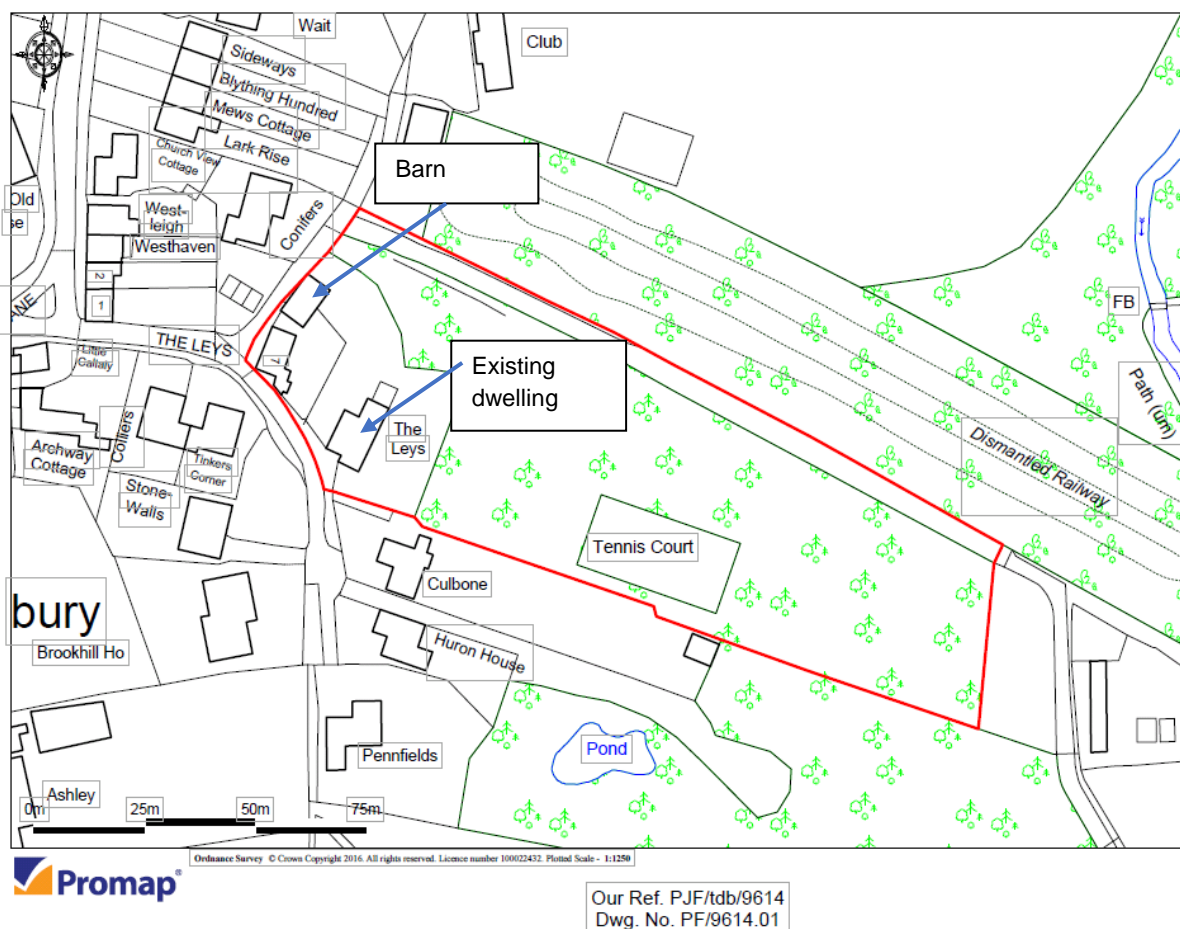 Wait
Club
Sideways
Blything Hundred
Mews Cottage
Lark Rise
Church View
Cottage
Barn
Old
se
West-
leigh
Westhaven
Conifers
2
1
ANE
THE LEYS
FB
Path (um)
7
Existing
dwelling
The
Leys
Archway
Cottage
Colliers
Tinkers
Corner
Stone-
Walls
Dismantled Railway
Tennis Court
Culbone
bury
Brookhill Ho
Huron House
Pennfields
Pond
Ashley
0m
25m
50m
75m
Ordnance Survey © Crown Copyright 2016. All rights reserved. Licence number 100022432. Plotted Scale - 1:1250
Promap®
Our Ref. PJF/tdb/9614
Dwg. No. PF/9614.01